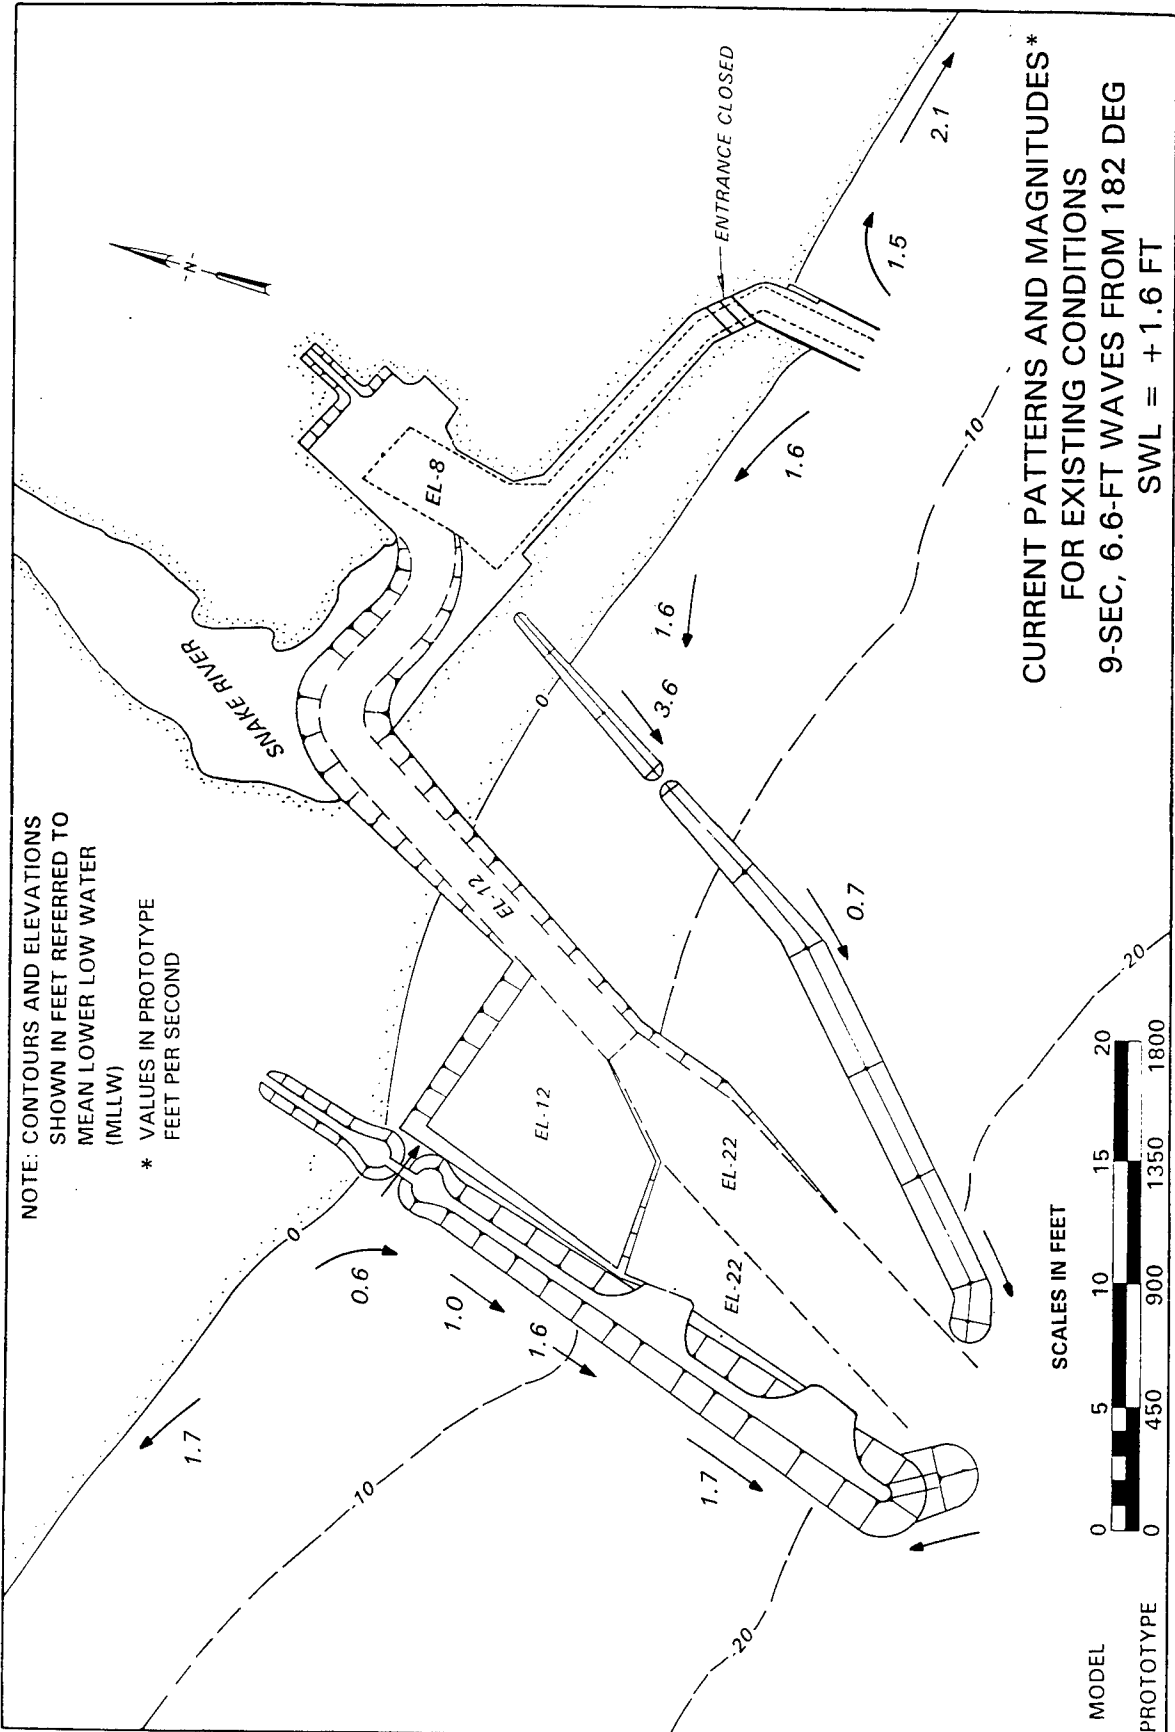 NOTE: CONTOURS AND ELEVATIONS
SHOWN IN FEET REFERRED TO
MEAN LOWER LOW WATER
(MLLW)
* VALUES IN PROTOTYPE
FEET PER SECOND
SNAKE RIVER
-N-
ENTRANCE CLOSED
EL-8
EL-12
EL-12
EL-22
EL-22
0
0
-10
-10
-20
-20
1.7
0.6
1.0
1.6
1.7
0.7
3.6
1.6
1.6
1.5
2.1
SCALES IN FEET
MODEL 0 5 10 15 20
PROTOTYPE 0 450 900 1350 1800
CURRENT PATTERNS AND MAGNITUDES*
FOR EXISTING CONDITIONS
9-SEC, 6.6-FT WAVES FROM 182 DEG
SWL = +1.6 FT